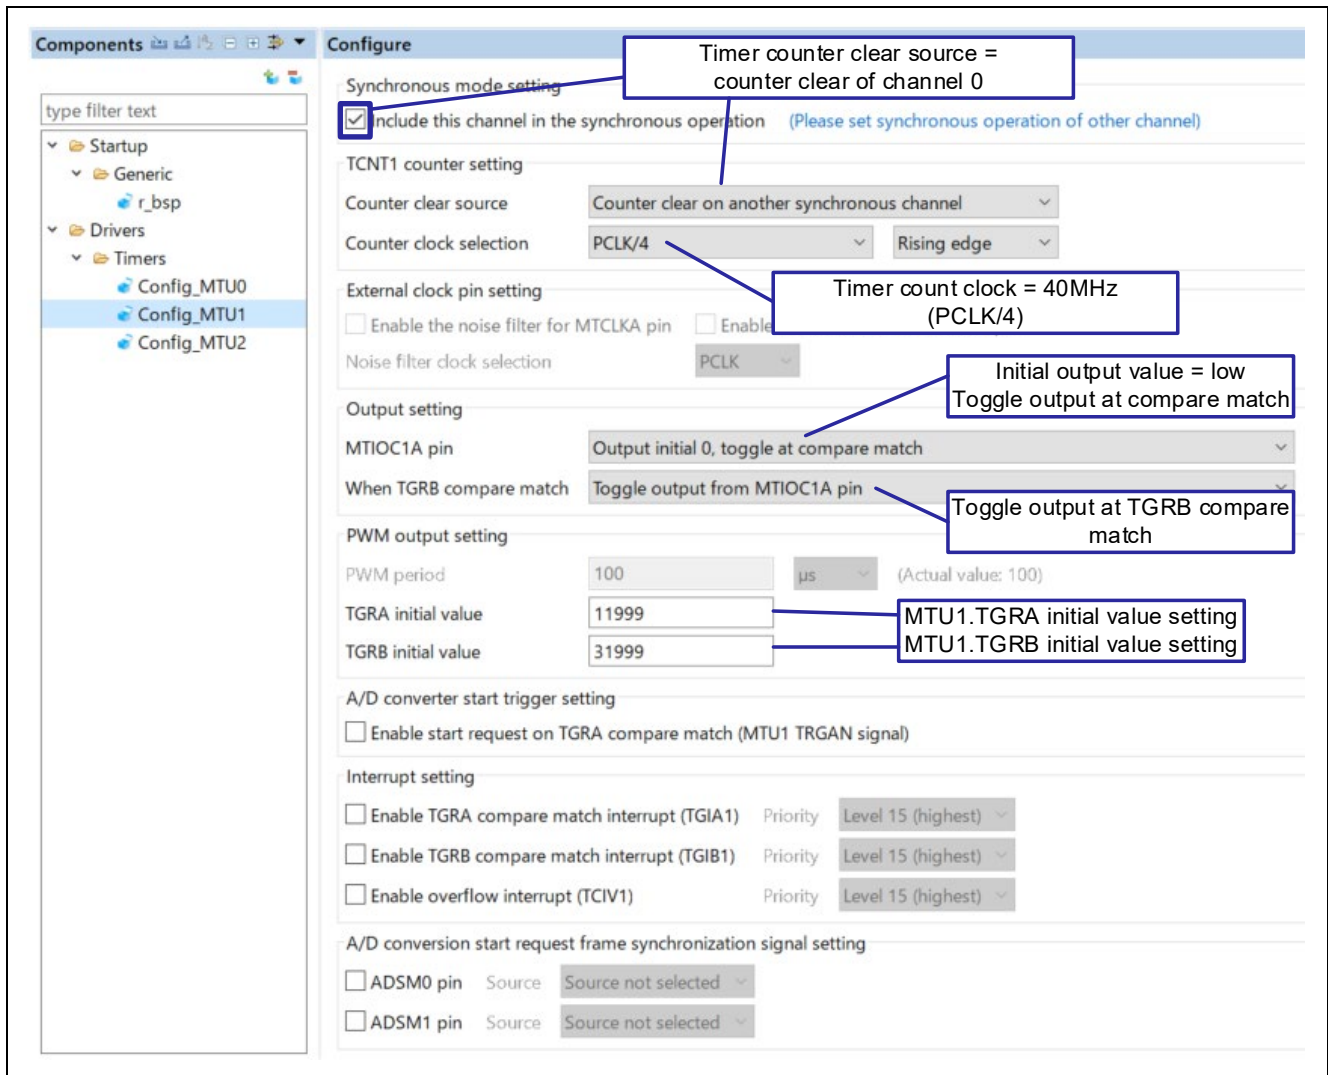 Components
Configure
Timer counter clear source =
counter clear of channel 0
type filter text
Startup
Generic
r_bsp
Drivers
Timers
Config_MTU0
Config_MTU1
Config_MTU2
Synchronous mode setting
Include this channel in the synchronous operation (Please set synchronous operation of other channel)
TCNT1 counter setting
Counter clear source Counter clear on another synchronous channel
Counter clock selection PCLK/4 Rising edge
Timer count clock = 40MHz
(PCLK/4)
External clock pin setting
Enable the noise filter for MTCLKA pin Enable
Noise filter clock selection PCLK
Initial output value = low
Toggle output at compare match
Output setting
MTIOC1A pin Output initial 0, toggle at compare match
When TGRB compare match Toggle output from MTIOC1A pin
Toggle output at TGRB compare
match
PWM output setting
PWM period 100 µs (Actual value: 100)
TGRA initial value 11999 MTU1.TGRA initial value setting
TGRB initial value 31999 MTU1.TGRB initial value setting
A/D converter start trigger setting
Enable start request on TGRA compare match (MTU1 TRGAN signal)
Interrupt setting
Enable TGRA compare match interrupt (TGIA1) Priority Level 15 (highest)
Enable TGRB compare match interrupt (TGIB1) Priority Level 15 (highest)
Enable overflow interrupt (TCIV1) Priority Level 15 (highest)
A/D conversion start request frame synchronization signal setting
ADSM0 pin Source Source not selected
ADSM1 pin Source Source not selected